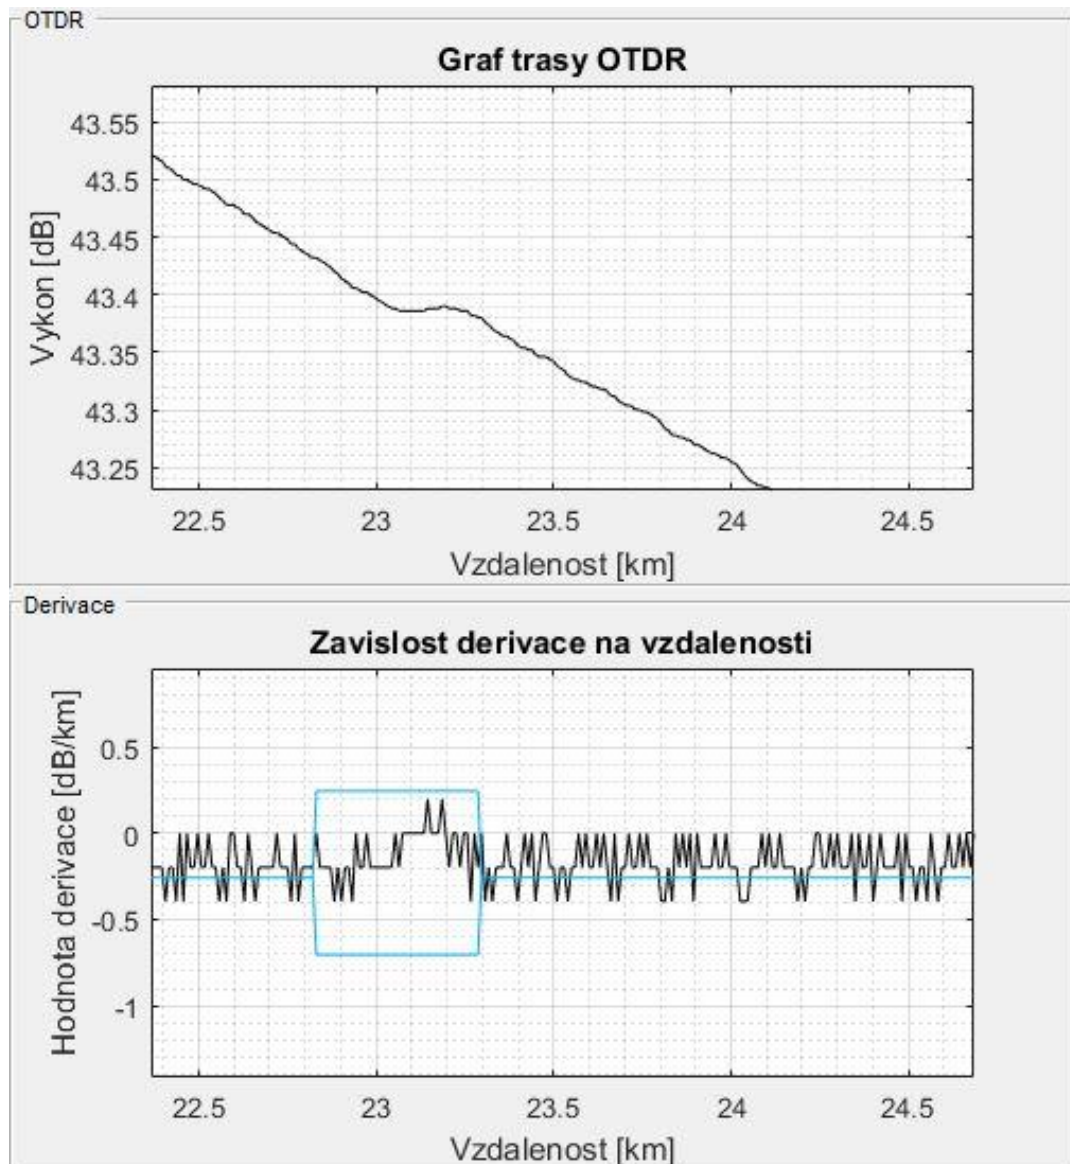 OTDR
Graf trasy OTDR
Vykon [dB]
43.55
43.5
43.45
43.4
43.35
43.3
43.25
22.5 23 23.5 24 24.5
Vzdalenost [km]
Derivace
Zavislost derivace na vzdalenosti
Hodnota derivace [dB/km]
0.5
0
-0.5
-1
22.5 23 23.5 24 24.5
Vzdalenost [km]